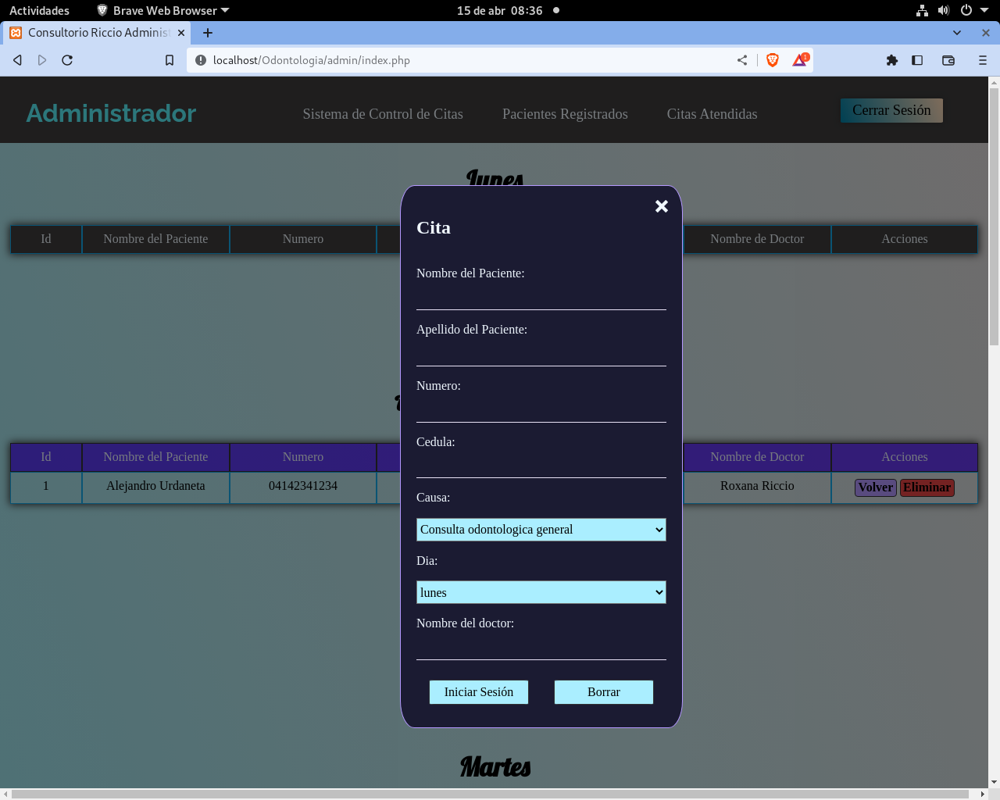 Actividades Brave Web Browser 15 de abr 08:36
Consultorio Riccio Adminis
localhost/Odontologia/admin/index.php 1
Administrador Sistema de Control de Citas Pacientes Registrados Citas Atendidas Cerrar Sesión
Lunes
Id Nombre del Paciente Numero Nombre de Doctor Acciones
Id Nombre del Paciente Numero Nombre de Doctor Acciones
1 Alejandro Urdaneta 04142341234 Roxana Riccio Volver Eliminar
Cita
Nombre del Paciente:
Apellido del Paciente:
Numero:
Cedula:
Causa:
Consulta odontologica general
Dia:
lunes
Nombre del doctor:
Iniciar Sesión Borrar
Martes